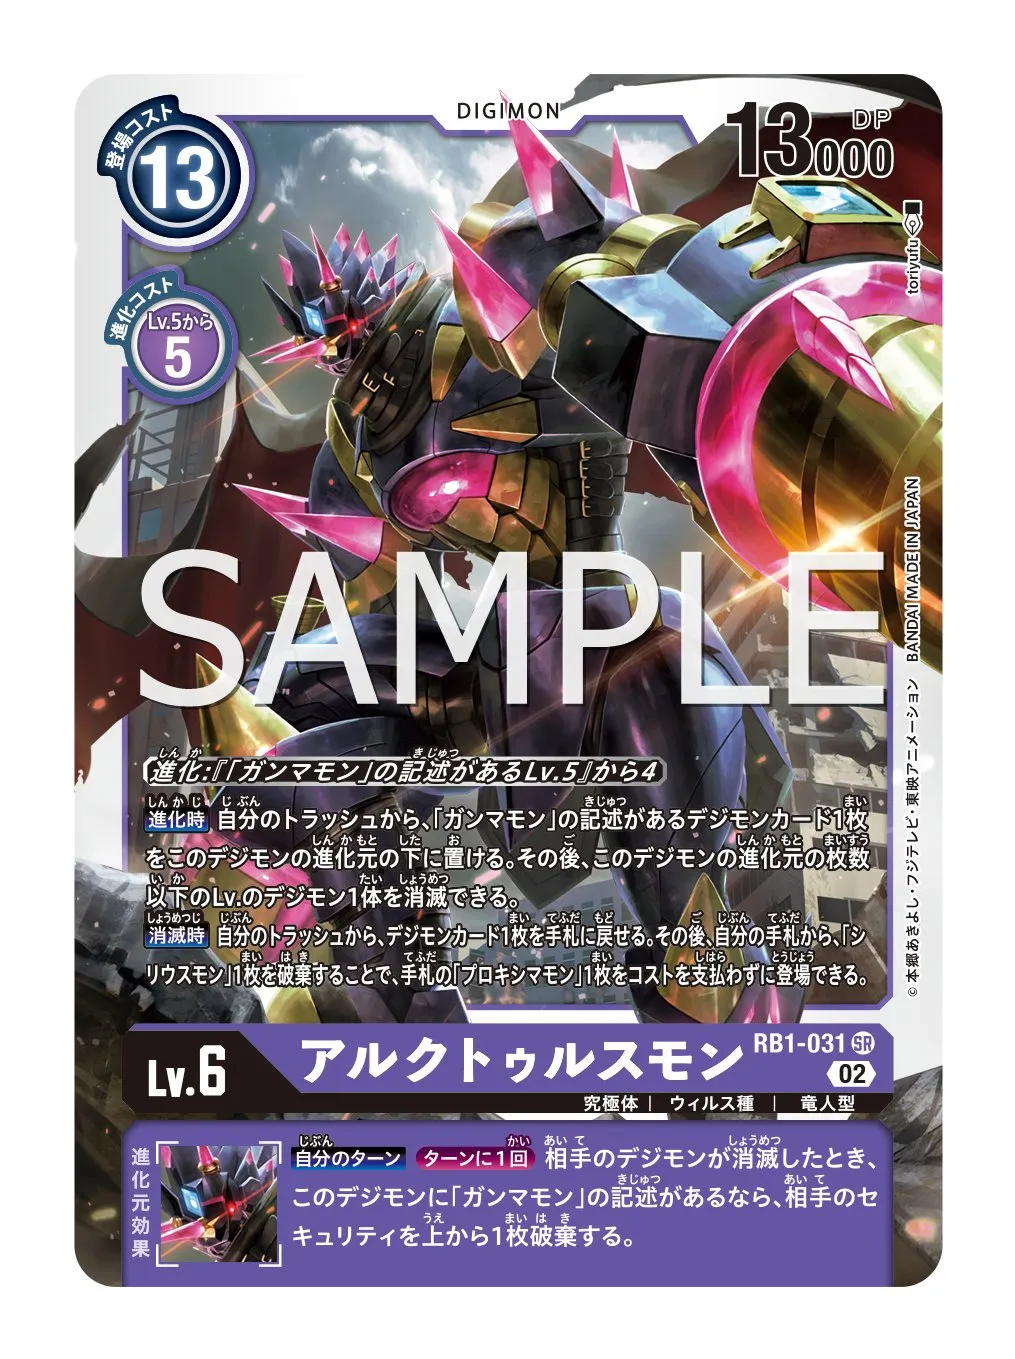 DIGIMON
登場コスト
13
13000
DP
進化コスト
Lv.5から
5
toriyufu
BANDAI MADE IN JAPAN
©本郷あきよし・フジテレビ・東映アニメーション
EF
SAMPLE
進化:『「ガンマモン」の記述があるLv.5』から4
進化時 自分のトラッシュから、「ガンマモン」の記述があるデジモンカード1枚
をこのデジモンの進化元の下に置ける。その後、このデジモンの進化元の枚数
以下のLv.のデジモン1体を消滅できる。
消滅時 自分のトラッシュから、デジモンカード1枚を手札に戻せる。その後、自分の手札から、「シ
リウスモン」1枚を破棄することで、手札の「プロキシマモン」1枚をコストを支払わずに登場できる。
Lv.6
アルクトゥルスモン
RB1-031 SR
02
究極体 | ウィルス種 | 竜人型
進化元効果
自分のターン ターンに1回 相手のデジモンが消滅したとき、
このデジモンに「ガンマモン」の記述があるなら、相手のセ
キュリティを上から1枚破棄する。